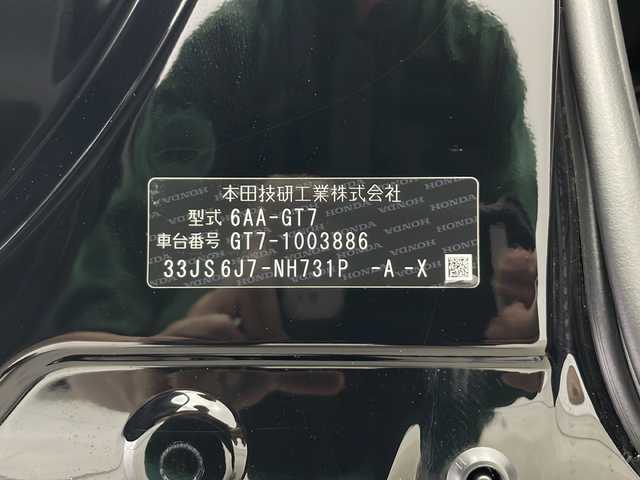 本田技研工業株式会社
型式 6AA-GT7
車台番号 GT7-1003886
33JS6J7-NH731P -A -X